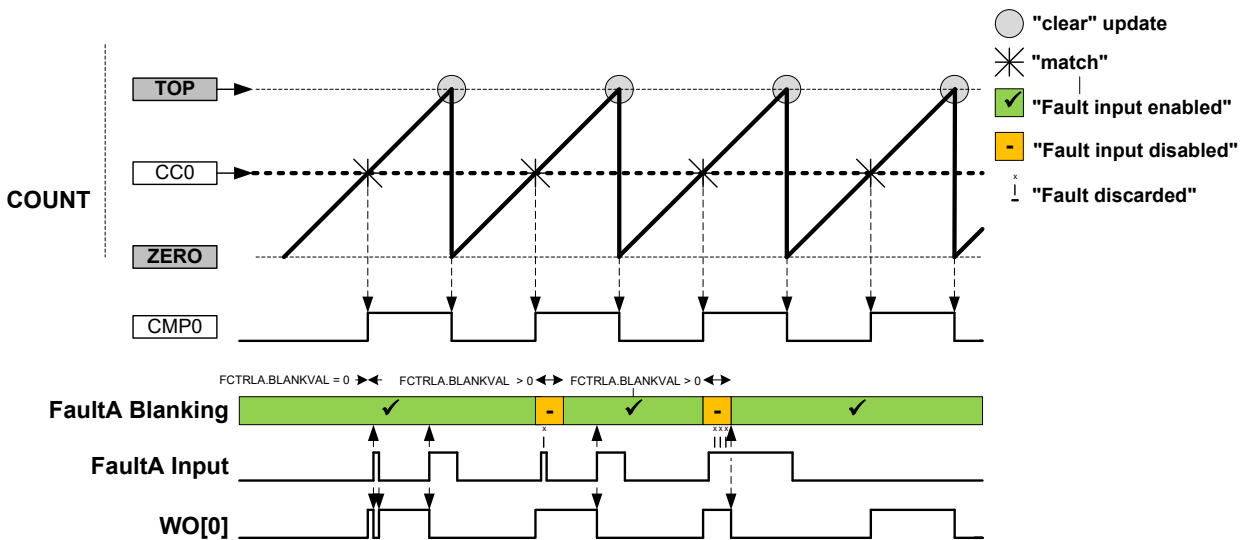 "clear" update
"match"
"Fault input enabled"
- "Fault input disabled"
x
"Fault discarded"
TOP
CC0
COUNT
ZERO
CMP0
FCTRLA.BLANKVAL = 0 FCTRLA.BLANKVAL > 0 FCTRLA.BLANKVAL > 0
FaultA Blanking
- -
x xxx
FaultA Input
WO[0]